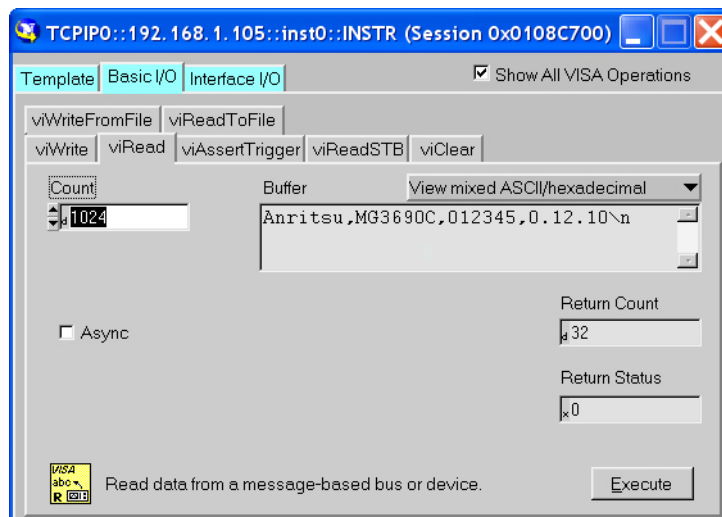 TCPIP0::192.168.1.105::inst0::INSTR (Session 0x0108C700)
Template Basic I/O Interface I/O Show All VISA Operations
viWriteFromFile viReadToFile
viWrite viRead viAssertTrigger viReadSTB viClear
Count Buffer View mixed ASCII/hexadecimal
d 1024 Anritsu,MG3690C,012345,0.12.10\n
Return Count
Async d 32
Return Status
x 0
VISA
abc
R
Read data from a message-based bus or device. Execute